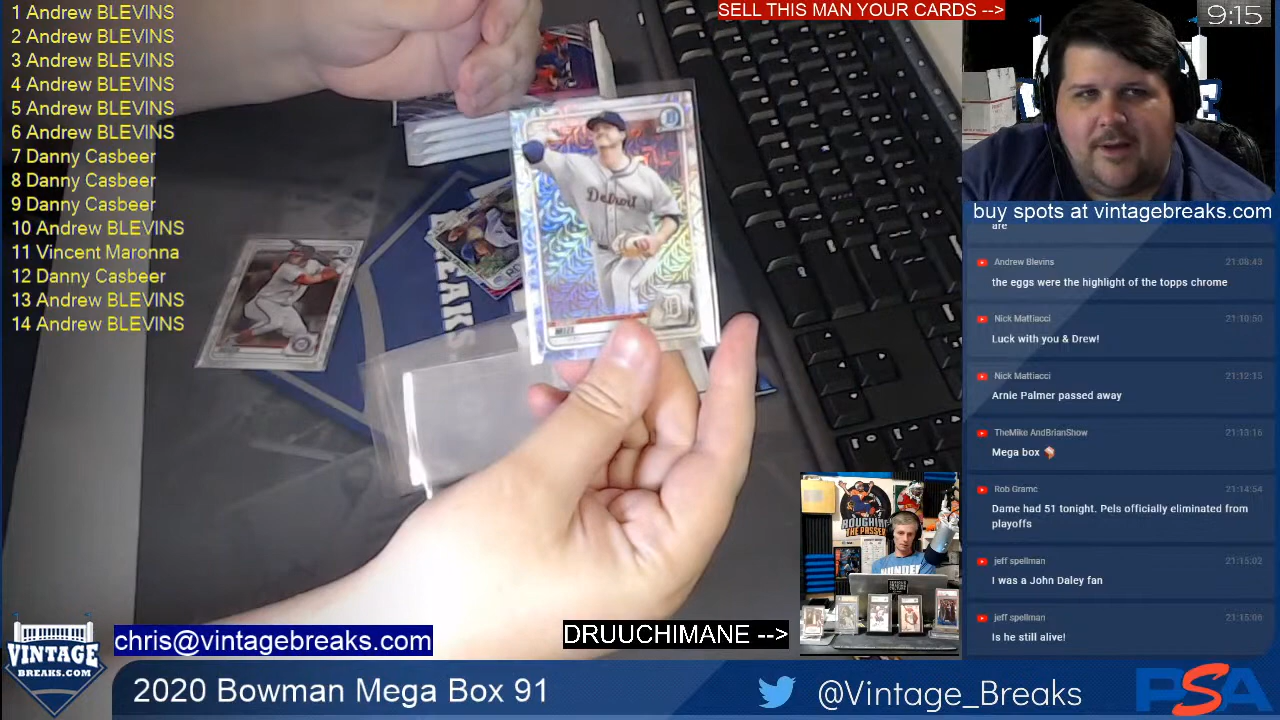 1 Andrew BLEVINS
2 Andrew BLEVINS
3 Andrew BLEVINS
4 Andrew BLEVINS
5 Andrew BLEVINS
6 Andrew BLEVINS
7 Danny Casbeer
8 Danny Casbeer
9 Danny Casbeer
10 Andrew BLEVINS
11 Vincent Maronna
12 Danny Casbeer
13 Andrew BLEVINS
14 Andrew BLEVINS
SELL THIS MAN YOUR CARDS -->
9:15
Detroit
BREAKS
buy spots at vintagebreaks.com
are
Andrew Blevins 21:08:43
the eggs were the highlight of the topps chrome
Nick Mattiacci 21:10:50
Luck with you & Drew!
Nick Mattiacci 21:12:15
Arnie Palmer passed away
TheMike AndBrianShow 21:13:16
Mega box
Rob Gramc 21:14:54
Dame had 51 tonight. Pels officially eliminated from
playoffs
jeff spellman 21:15:02
I was a John Daley fan
jeff spellman 21:15:06
Is he still alive!
ROUGHING
THE PASSER
chris@vintagebreaks.com
DRUUCHIMANE -->
VINTAGE
BREAKS.COM
2020 Bowman Mega Box 91
@Vintage_Breaks
PSA